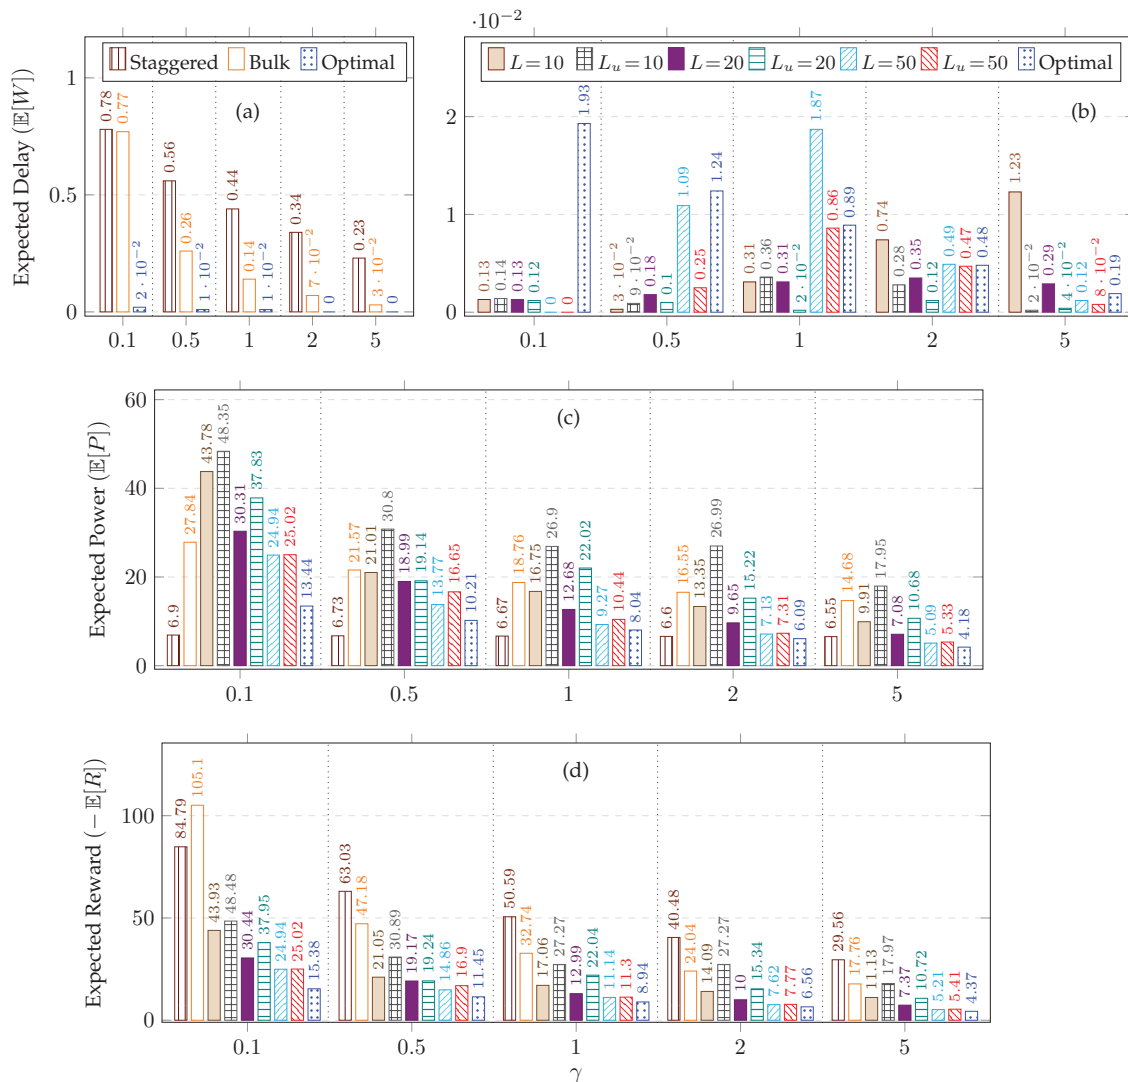 ·10⁻²
Staggered Bulk Optimal
L=10 Lᵤ=10 L=20 Lᵤ=20 L=50 Lᵤ=50 Optimal
Expected Delay (𝔼[W])
(a)
1
0.5
0
0.78 0.77 2·10⁻²
0.56 0.26 1·10⁻²
0.44 0.14 1·10⁻²
0.34 7·10⁻² 0
0.23 3·10⁻² 0
0.1 0.5 1 2 5
(b)
2
1
0
0.13 0.14 0.13 0.12 0 0 1.93
3·10⁻² 9·10⁻² 0.18 0.1 1.09 0.25 1.24
0.31 0.36 0.31 2·10⁻² 1.87 0.86 0.89
0.74 0.28 0.35 0.12 0.49 0.47 0.48
1.23 2·10⁻² 0.29 4·10⁻² 0.12 8·10⁻² 0.19
0.1 0.5 1 2 5
Expected Power (𝔼[P])
(c)
60
40
20
0
6.9 27.84 43.78 48.35 30.31 37.83 24.94 25.02 13.44
6.73 21.57 21.01 30.8 18.99 19.14 13.77 16.65 10.21
6.67 18.76 16.75 26.9 12.68 22.02 9.27 10.44 8.04
6.6 16.55 13.35 26.99 9.65 15.22 7.13 7.31 6.09
6.55 14.68 9.91 17.95 7.08 10.68 5.09 5.33 4.18
0.1 0.5 1 2 5
Expected Reward (−𝔼[R])
(d)
100
50
0
84.79 105.1 43.93 48.48 30.44 37.95 24.94 25.02 15.38
63.03 47.18 21.05 30.89 19.17 19.24 14.86 16.9 11.45
50.59 32.74 17.06 27.27 12.99 22.04 11.14 11.3 8.94
40.48 24.04 14.09 27.27 10 15.34 7.62 7.77 6.56
29.56 17.76 11.13 17.97 7.37 10.72 5.21 5.41 4.37
0.1 0.5 1 2 5
γ